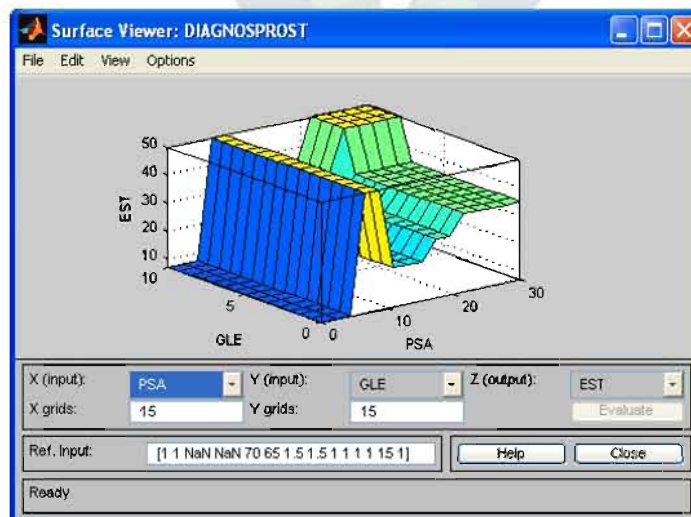 Surface Viewer: DIAGNOSPROST
File Edit View Options
50
40
30
20
10
EST
10
5
0
GLE
0
10
20
30
PSA
X (input): PSA Y (input): GLE Z (output): EST
X grids: 15 Y grids: 15 Evaluate
Ref. Input: [1 1 NaN NaN 70 65 1.5 1.5 1 1 1 1 15 1] Help Close
Ready